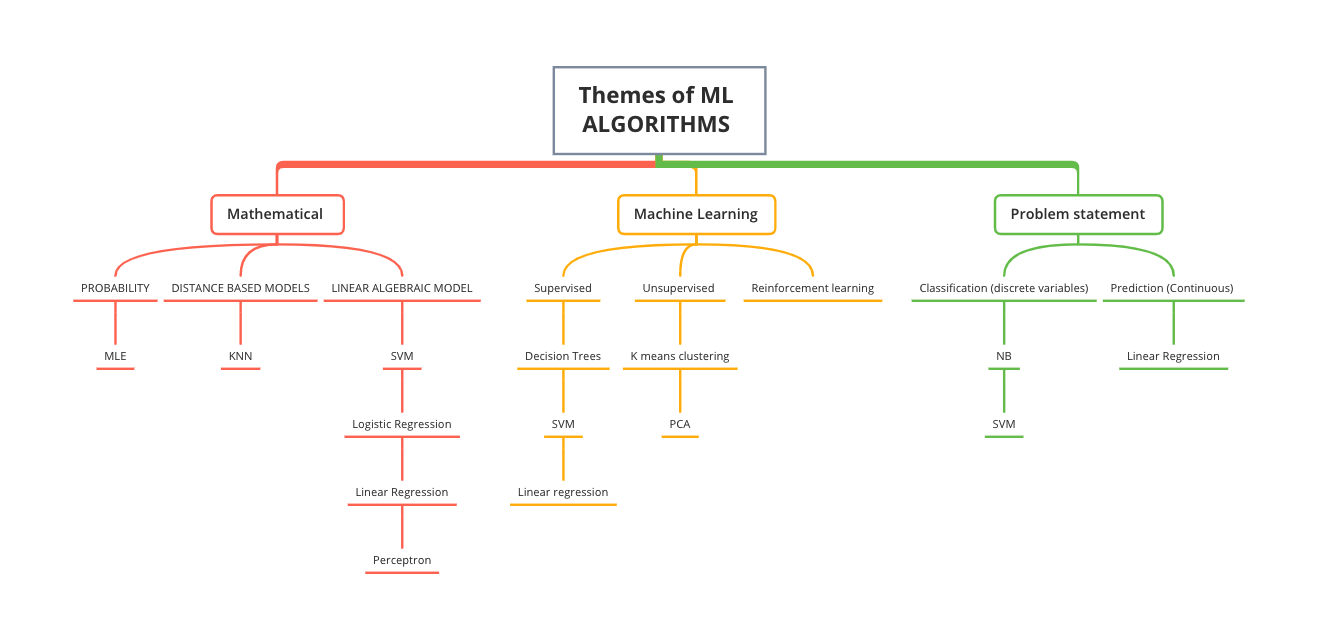 Themes of ML
ALGORITHMS
Mathematical
Machine Learning
Problem statement
PROBABILITY
DISTANCE BASED MODELS
LINEAR ALGEBRAIC MODEL
Supervised
Unsupervised
Reinforcement learning
Classification (discrete variables)
Prediction (Continuous)
MLE
KNN
SVM
Decision Trees
K means clustering
NB
Linear Regression
Logistic Regression
SVM
PCA
SVM
Linear Regression
Linear regression
Perceptron